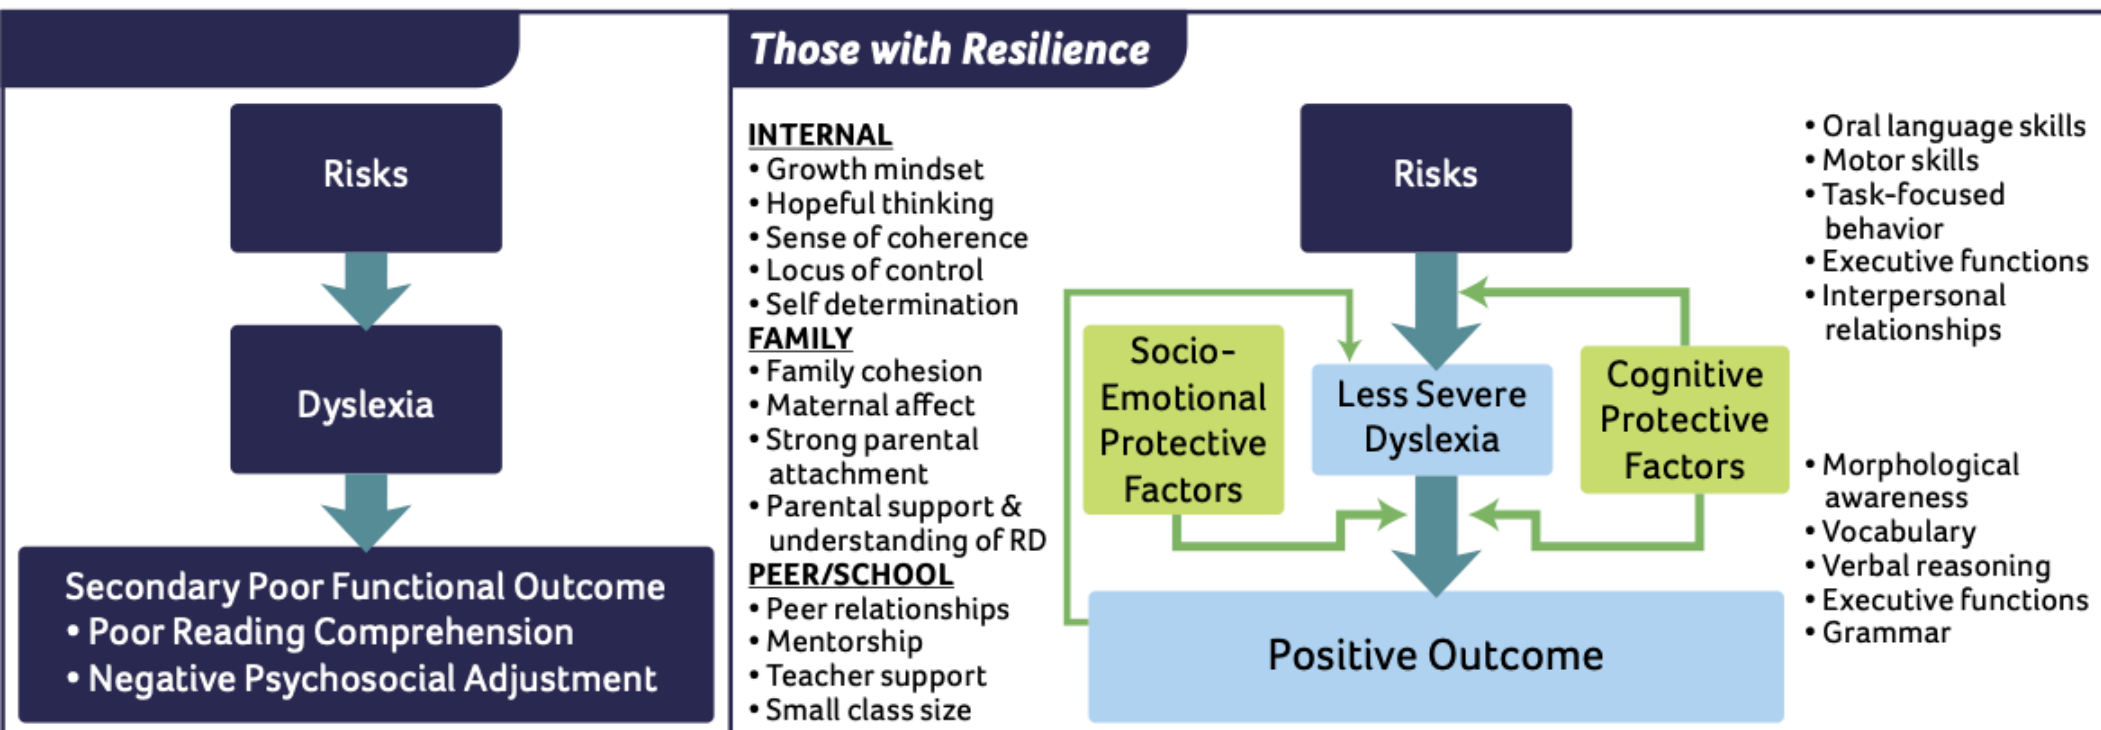 Risks
Dyslexia
Secondary Poor Functional Outcome
• Poor Reading Comprehension
• Negative Psychosocial Adjustment
Those with Resilience
INTERNAL
• Growth mindset
• Hopeful thinking
• Sense of coherence
• Locus of control
• Self determination
FAMILY
• Family cohesion
• Maternal affect
• Strong parental
attachment
• Parental support &
understanding of RD
PEER/SCHOOL
• Peer relationships
• Mentorship
• Teacher support
• Small class size
Risks
Socio-
Emotional
Protective
Factors
Less Severe
Dyslexia
Cognitive
Protective
Factors
Positive Outcome
• Oral language skills
• Motor skills
• Task-focused
behavior
• Executive functions
• Interpersonal
relationships
• Morphological
awareness
• Vocabulary
• Verbal reasoning
• Executive functions
• Grammar